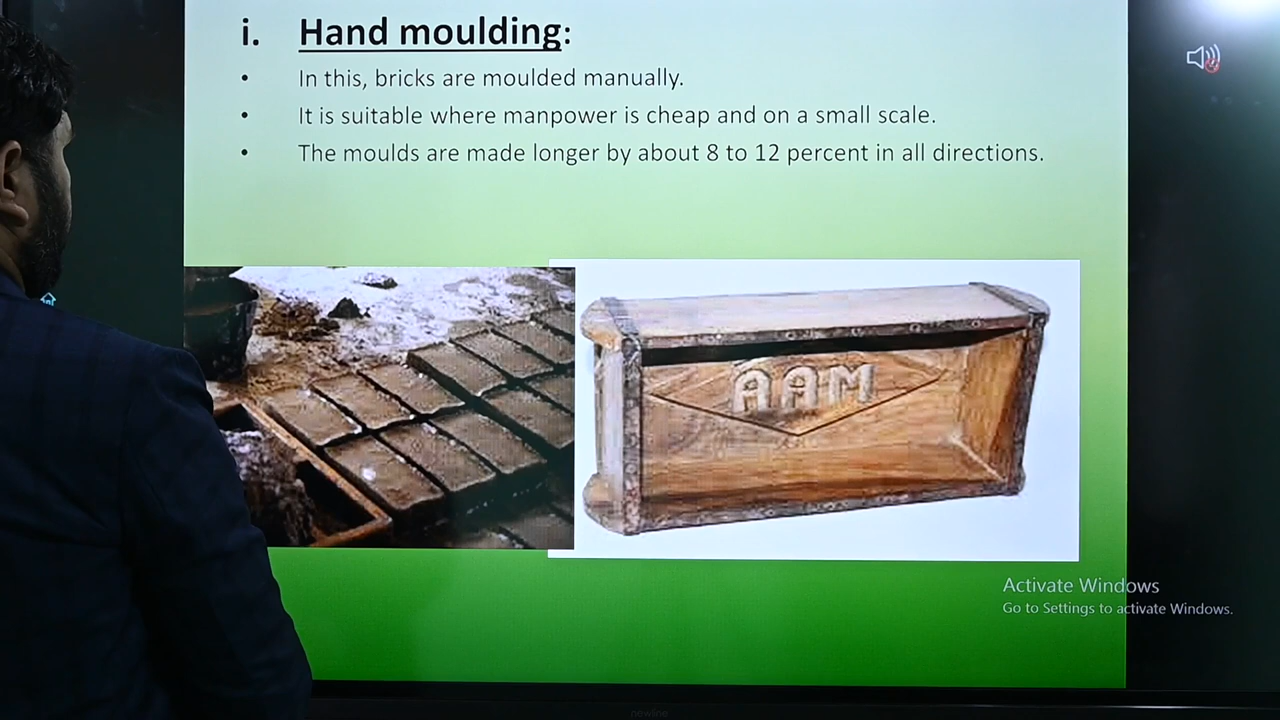 i. Hand moulding:
• In this, bricks are moulded manually.
• It is suitable where manpower is cheap and on a small scale.
• The moulds are made longer by about 8 to 12 percent in all directions.
AAM
Activate Windows
Go to Settings to activate Windows.
newline